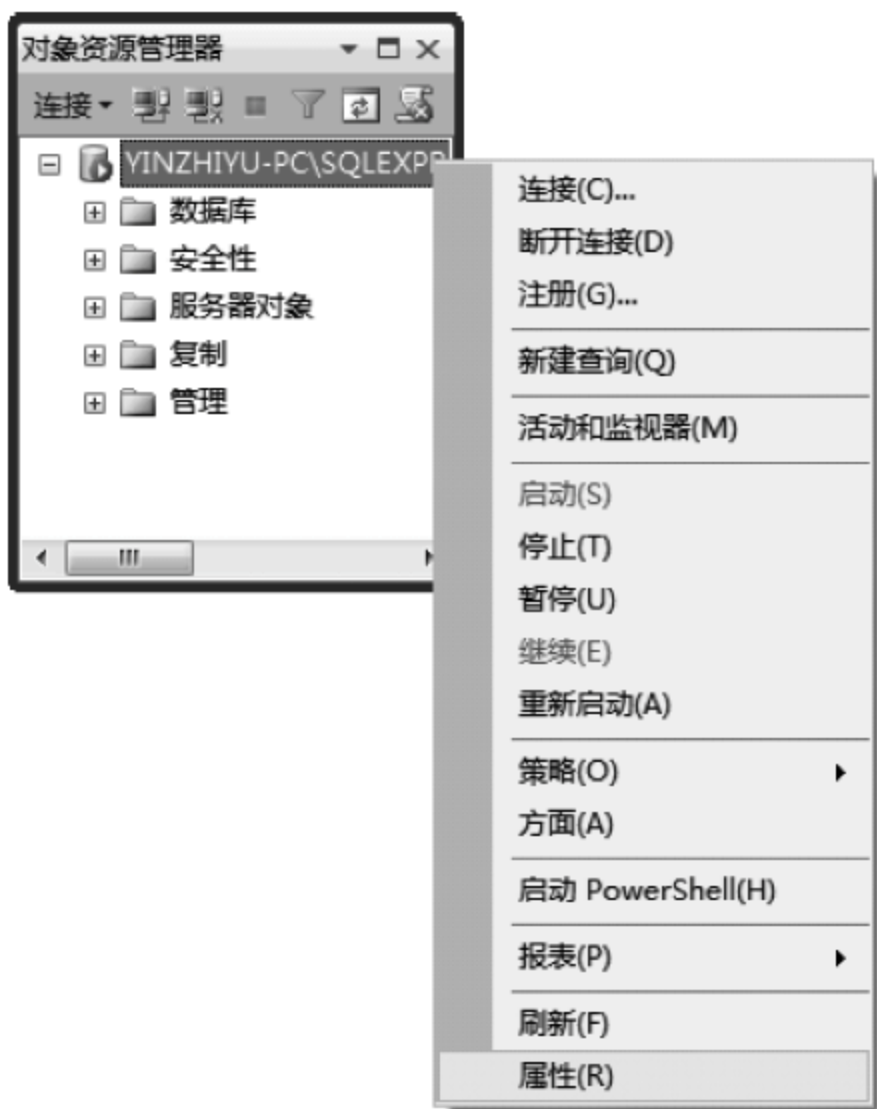 对象资源管理器
连接
YINZHIYU-PC\SQLEXPR
数据库
安全性
服务器对象
复制
管理
连接(C)...
断开连接(D)
注册(G)...
新建查询(Q)
活动和监视器(M)
启动(S)
停止(T)
暂停(U)
继续(E)
重新启动(A)
策略(O)
方面(A)
启动 PowerShell(H)
报表(P)
刷新(F)
属性(R)